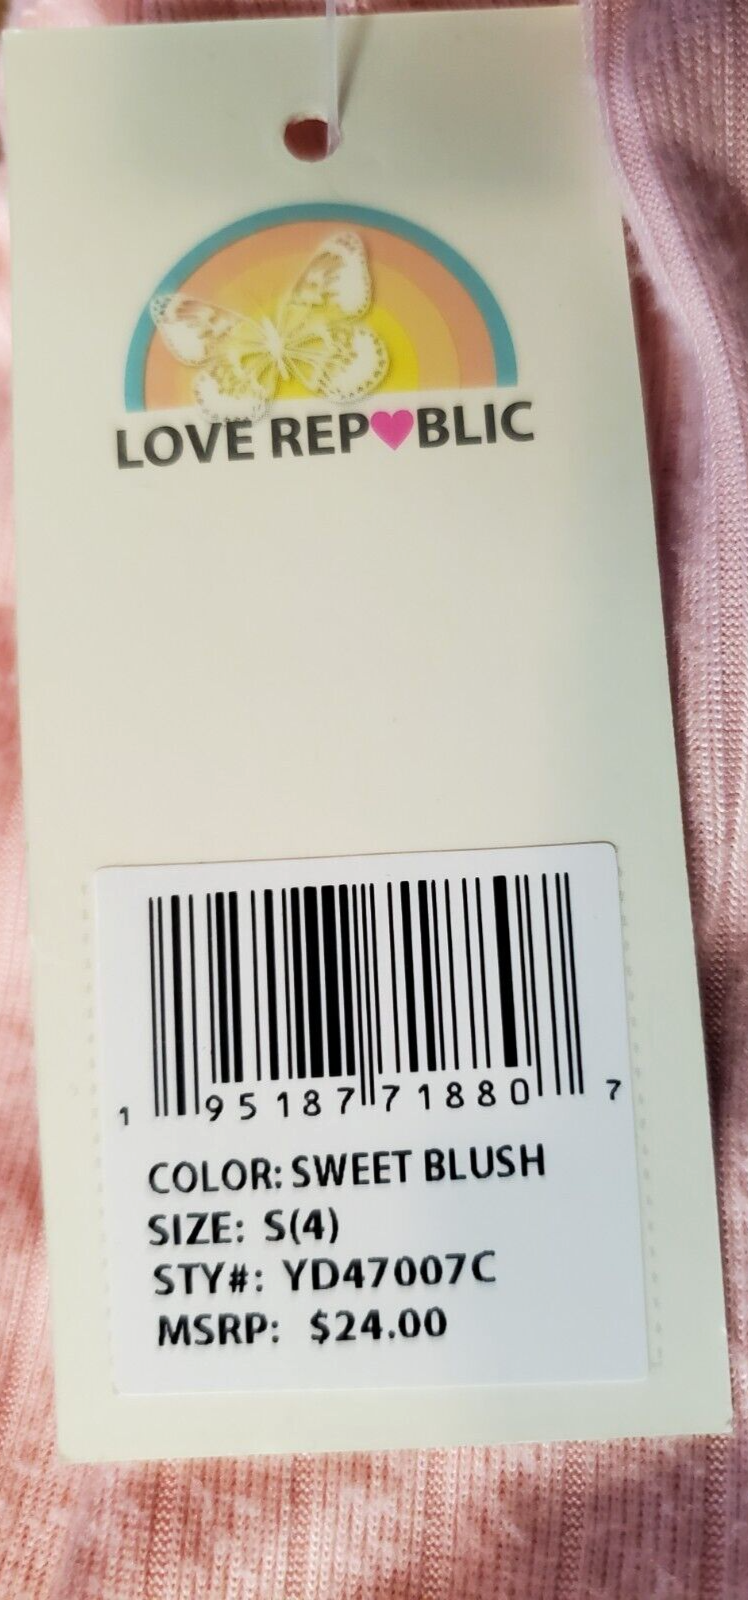 LOVE REP♥BLIC
1 95187 71880 7
COLOR: SWEET BLUSH
SIZE: S(4)
STY#: YD47007C
MSRP: $24.00